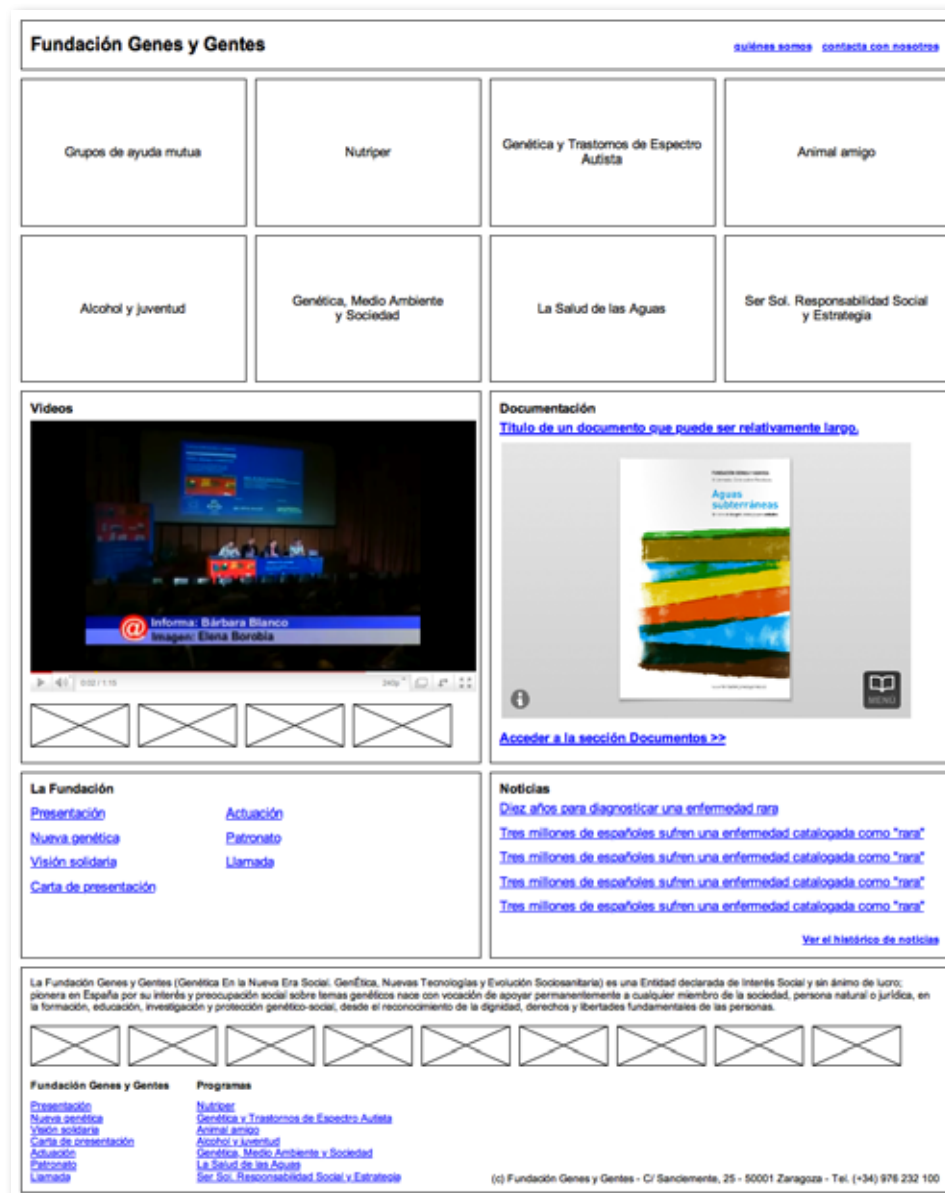 Fundación Genes y Gentes
quiénes somos contacta con nosotros
Grupos de ayuda mutua
Nutriper
Genética y Trastornos de Espectro
Autista
Animal amigo
Alcohol y juventud
Genética, Medio Ambiente
y Sociedad
La Salud de las Aguas
Ser Sol. Responsabilidad Social
y Estrategia
Videos
Informa: Bárbara Blanco
Imagen: Elena Borobia
0:02 / 1:15
240p
Documentación
Título de un documento que puede ser relativamente largo.
FUNDACIÓN GENES Y GENTES
Aguas
subterráneas
MENÚ
Acceder a la sección Documentos >>
La Fundación
Presentación
Actuación
Nueva genética
Patronato
Visión solidaria
Llamada
Carta de presentación
Noticias
Diez años para diagnosticar una enfermedad rara
Tres millones de españoles sufren una enfermedad catalogada como "rara"
Tres millones de españoles sufren una enfermedad catalogada como "rara"
Tres millones de españoles sufren una enfermedad catalogada como "rara"
Tres millones de españoles sufren una enfermedad catalogada como "rara"
Ver el histórico de noticias
La Fundación Genes y Gentes (Genética En la Nueva Era Social. GenÉtica, Nuevas Tecnologías y Evolución Sociosanitaria) es una Entidad declarada de Interés Social y sin ánimo de lucro;
pionera en España por su interés y preocupación social sobre temas genéticos nace con vocación de apoyar permanentemente a cualquier miembro de la sociedad, persona natural o jurídica, en
la formación, educación, investigación y protección genético-social, desde el reconocimiento de la dignidad, derechos y libertades fundamentales de las personas.
Fundación Genes y Gentes
Presentación
Nueva genética
Visión solidaria
Carta de presentación
Actuación
Patronato
Llamada
Programas
Nutriper
Genética y Trastornos de Espectro Autista
Animal amigo
Alcohol y juventud
Genética, Medio Ambiente y Sociedad
La Salud de las Aguas
Ser Sol. Responsabilidad Social y Estrategia
(c) Fundación Genes y Gentes - C/ Sanclemente, 25 - 50001 Zaragoza - Tel. (+34) 976 232 100